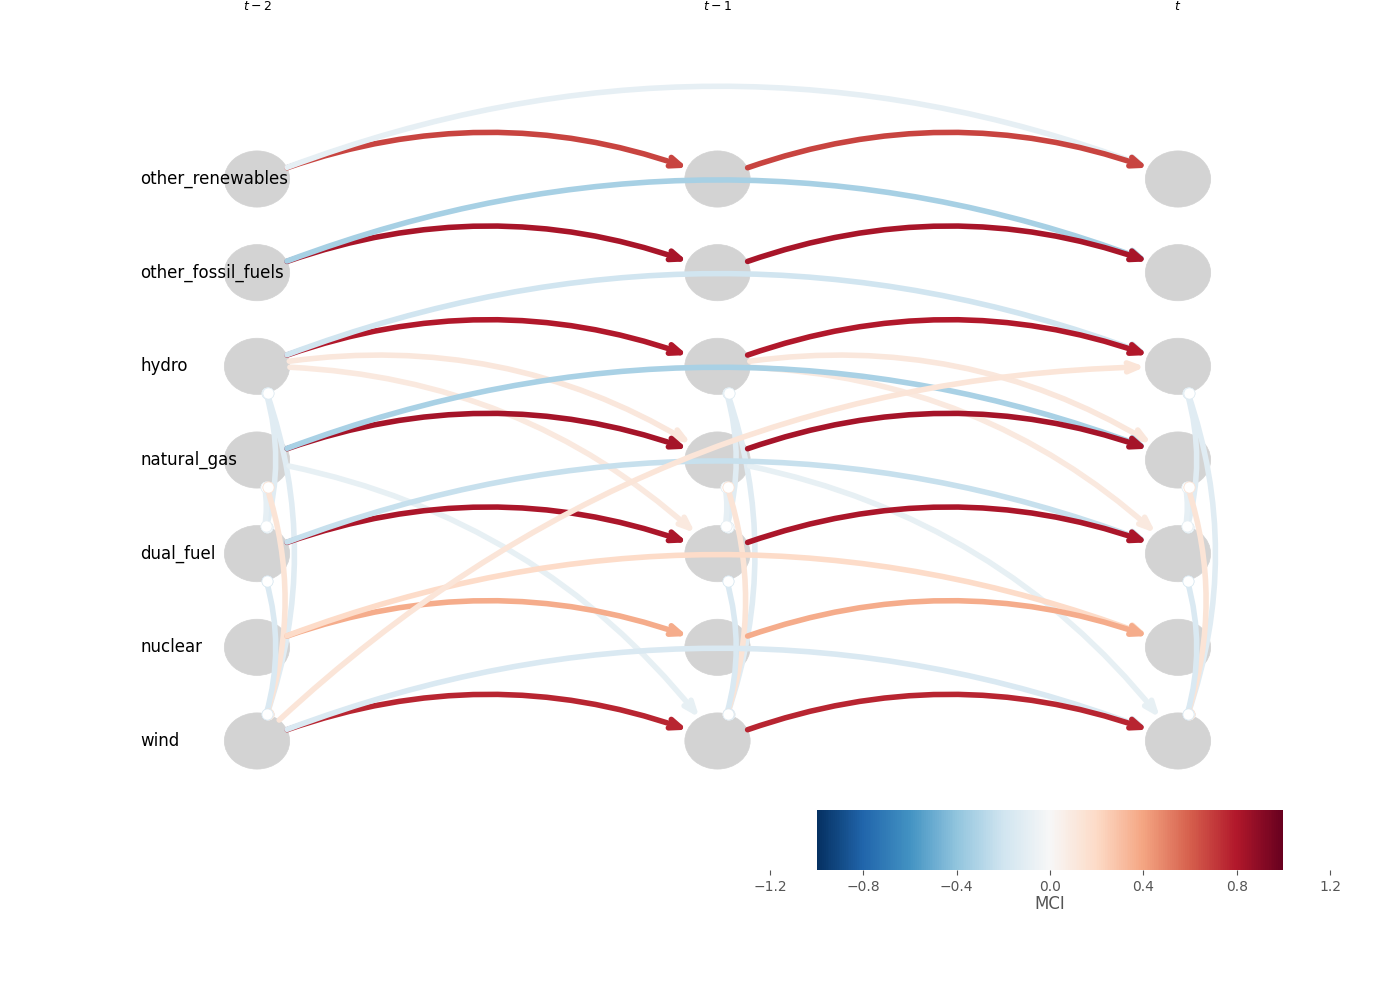 t − 2 t − 1 t
other_renewables
other_fossil_fuels
hydro
natural_gas
dual_fuel
nuclear
wind
−1.2 −0.8 −0.4 0.0 0.4 0.8 1.2
MCI